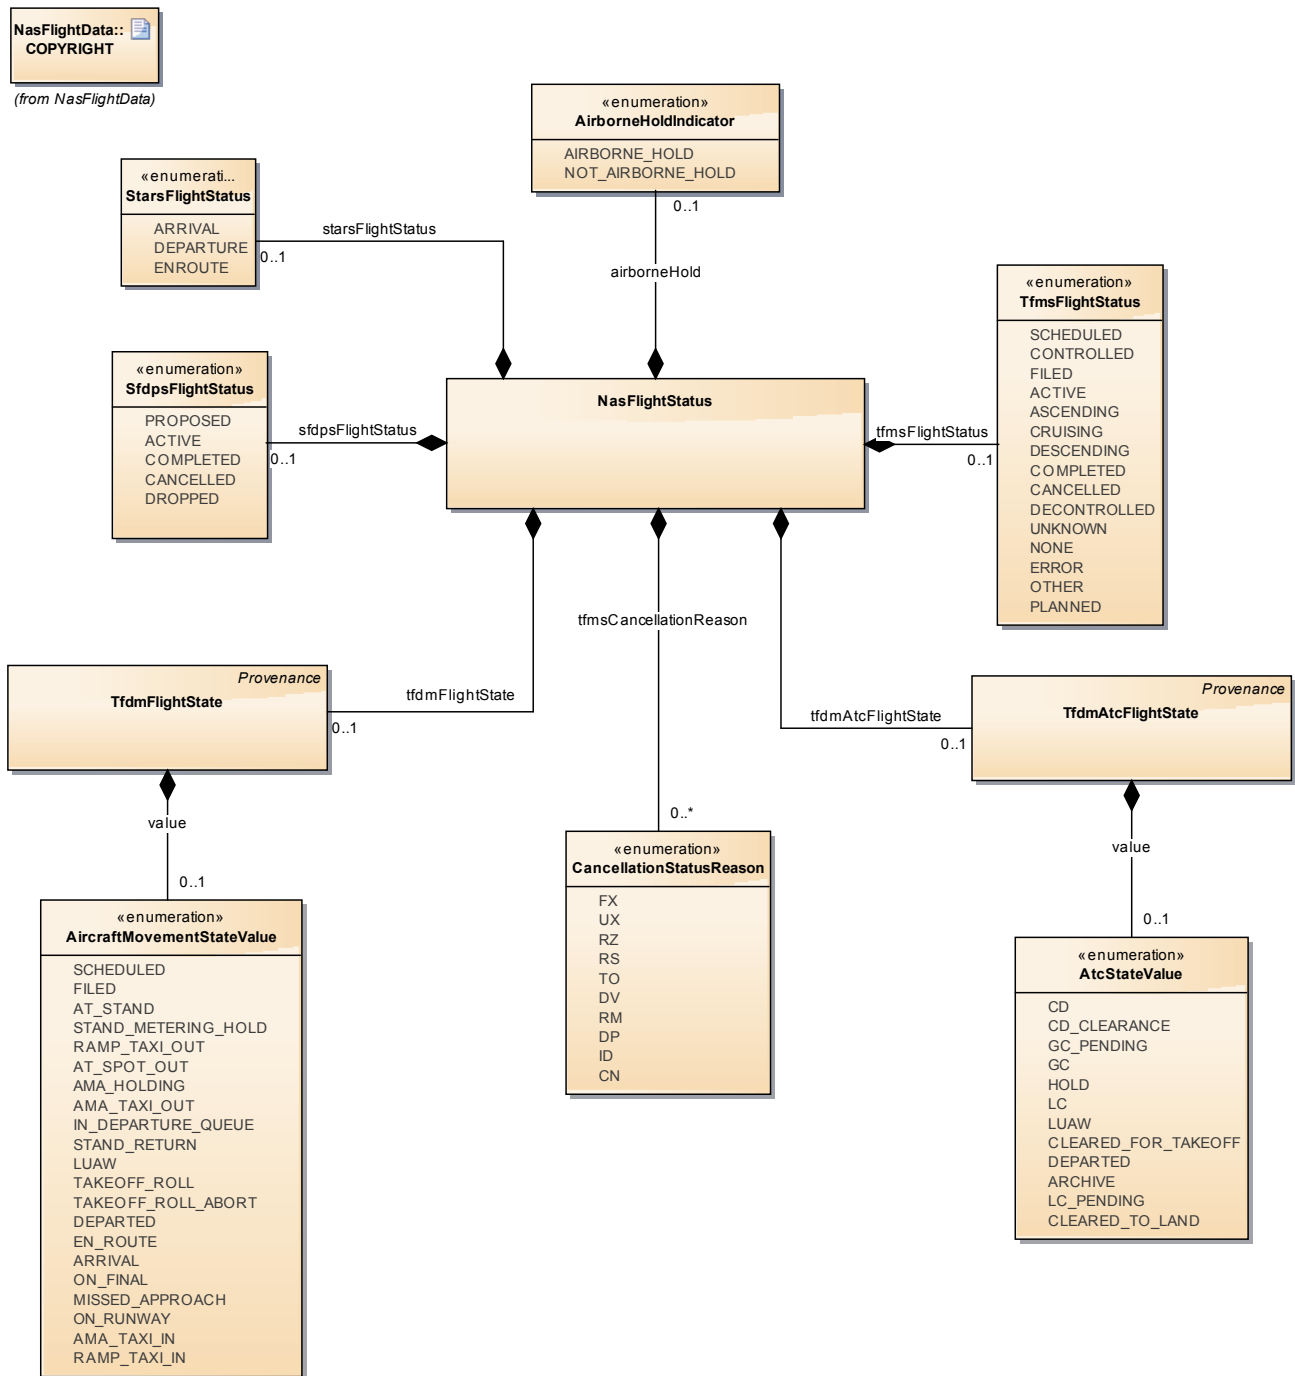 NasFlightData::
COPYRIGHT
(from NasFlightData)
«enumeration»
AirborneHoldIndicator
AIRBORNE_HOLD
NOT_AIRBORNE_HOLD
0..1
airborneHold
«enumerati...
StarsFlightStatus
ARRIVAL
DEPARTURE
ENROUTE
starsFlightStatus
0..1
«enumeration»
TfmsFlightStatus
SCHEDULED
CONTROLLED
FILED
ACTIVE
ASCENDING
CRUISING
DESCENDING
COMPLETED
CANCELLED
DECONTROLLED
UNKNOWN
NONE
ERROR
OTHER
PLANNED
«enumeration»
SfdpsFlightStatus
PROPOSED
ACTIVE
COMPLETED
CANCELLED
DROPPED
sfdpsFlightStatus
0..1
NasFlightStatus
tfmsFlightStatus
0..1
tfmsCancellationReason
0..*
Provenance
TfdmFlightState
tfdmFlightState
0..1
tfdmAtcFlightState
0..1
Provenance
TfdmAtcFlightState
value
0..1
«enumeration»
AircraftMovementStateValue
SCHEDULED
FILED
AT_STAND
STAND_METERING_HOLD
RAMP_TAXI_OUT
AT_SPOT_OUT
AMA_HOLDING
AMA_TAXI_OUT
IN_DEPARTURE_QUEUE
STAND_RETURN
LUAW
TAKEOFF_ROLL
TAKEOFF_ROLL_ABORT
DEPARTED
EN_ROUTE
ARRIVAL
ON_FINAL
MISSED_APPROACH
ON_RUNWAY
AMA_TAXI_IN
RAMP_TAXI_IN
«enumeration»
CancellationStatusReason
FX
UX
RZ
RS
TO
DV
RM
DP
ID
CN
value
0..1
«enumeration»
AtcStateValue
CD
CD_CLEARANCE
GC_PENDING
GC
HOLD
LC
LUAW
CLEARED_FOR_TAKEOFF
DEPARTED
ARCHIVE
LC_PENDING
CLEARED_TO_LAND